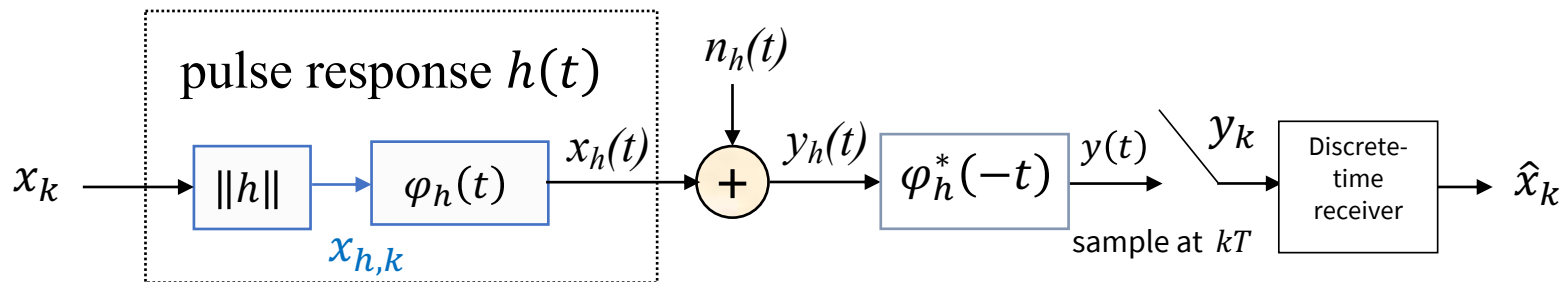 pulse response h(t)
n_h(t)
x_k
‖h‖
φ_h(t)
x_h(t)
+
y_h(t)
φ_h^*(−t)
y(t)
y_k
Discrete-
time
receiver
x̂_k
x_{h,k}
sample at kT